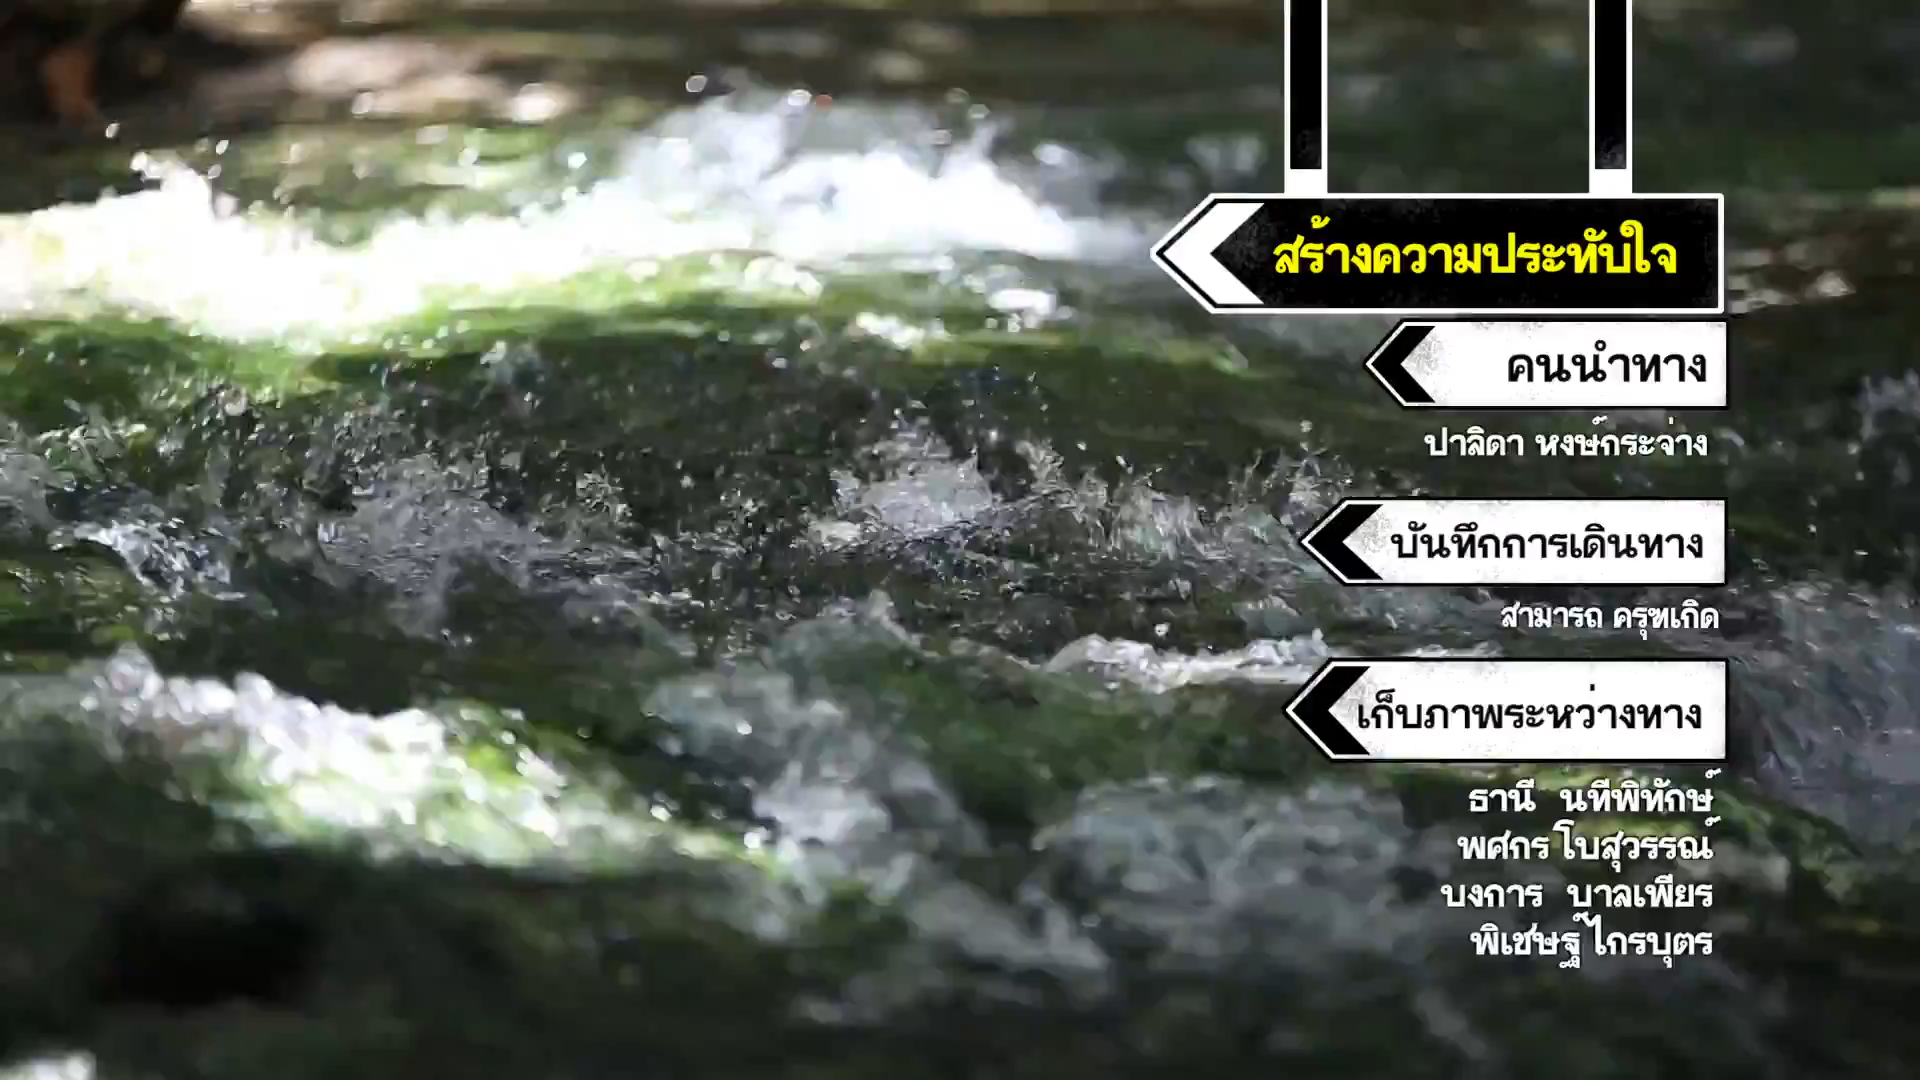 สร้างความประทับใจ
คนนำทาง
ปาลิดา หงษ์กระจ่าง
บันทึกการเดินทาง
สามารถ ครุฑเกิด
เก็บภาพระหว่างทาง
ธานี นทีพิทักษ์
พศกร โบสุวรรณ์
บงการ บาลเพียร
พิเชษฐ์ ไกรบุตร